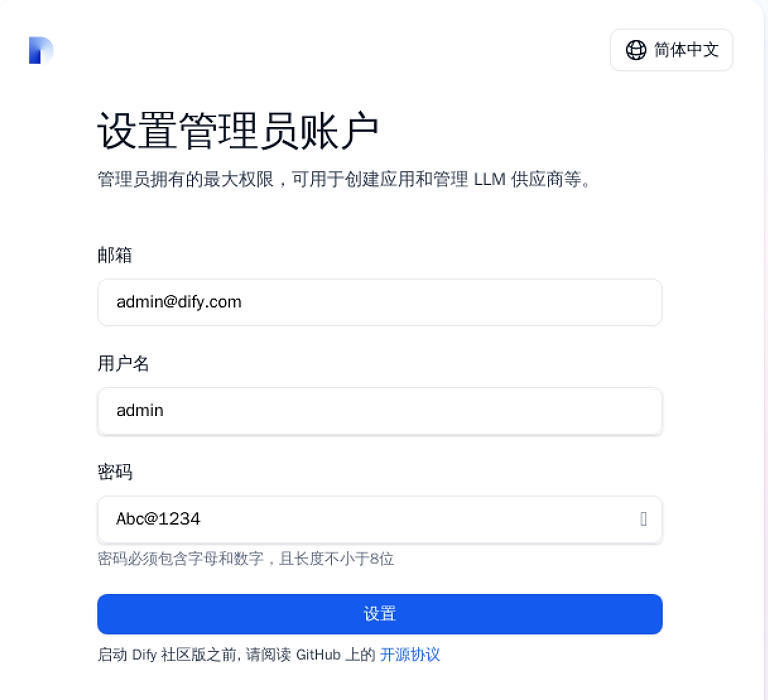 简体中文
设置管理员账户
管理员拥有的最大权限，可用于创建应用和管理 LLM 供应商等。
邮箱
admin@dify.com
用户名
admin
密码
Abc@1234
密码必须包含字母和数字，且长度不小于8位
设置
启动 Dify 社区版之前, 请阅读 GitHub 上的 开源协议